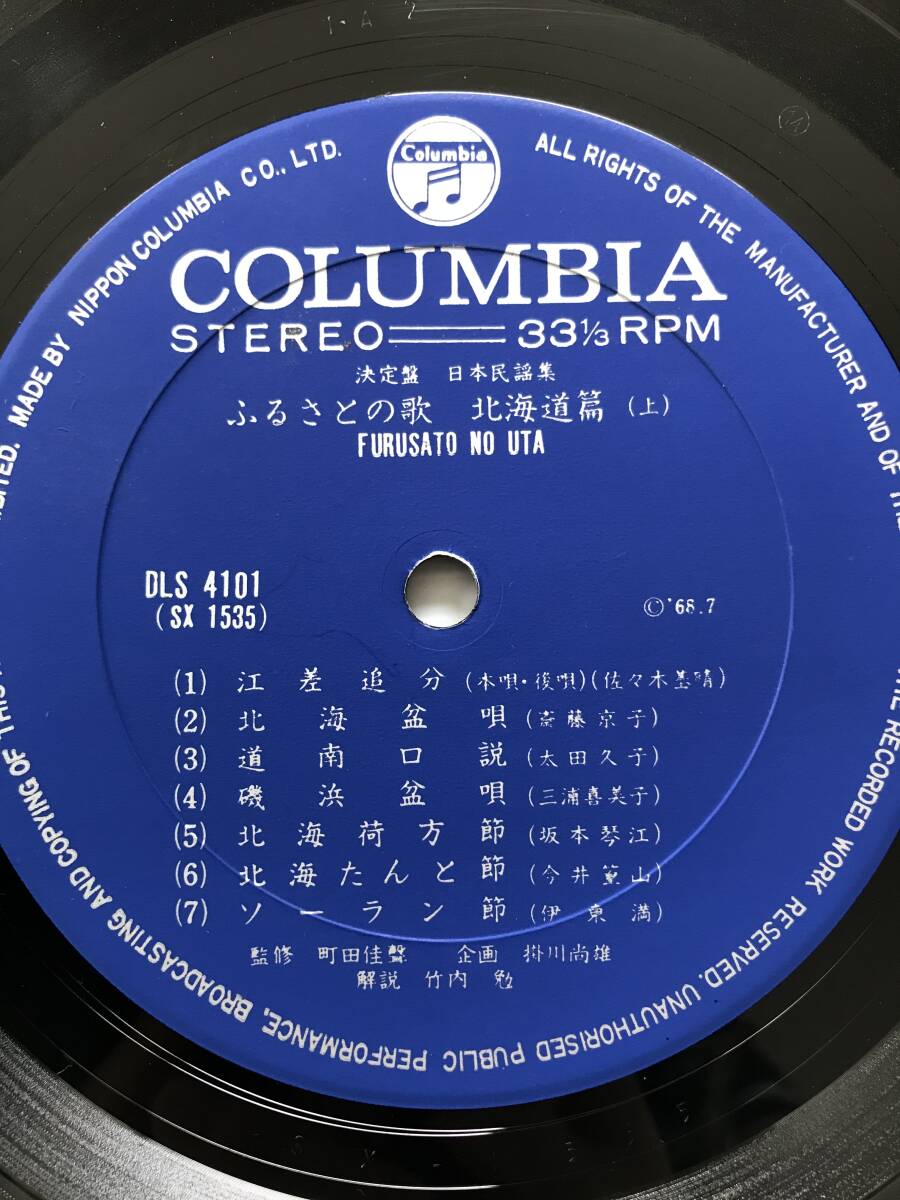 Columbia
MADE BY NIPPON COLUMBIA CO., LTD.
ALL RIGHTS OF THE MANUFACTURER AND OF THE
RECORDED WORK RESERVED. UNAUTHORISED PUBLIC PERFORMANCE, BROADCASTING AND COPYING OF THIS
COLUMBIA
STEREO 33⅓ RPM
決定盤 日本民謡集
ふるさとの歌 北海道篇 (上)
FURUSATO NO UTA
DLS 4101
(SX 1535)
©'68.7
(1) 江差追分 (本唄・後唄) (佐々木基晴)
(2) 北海盆唄 (斎藤京子)
(3) 道南口説 (太田久子)
(4) 磯浜盆唄 (三浦喜美子)
(5) 北海荷方節 (坂本琴江)
(6) 北海たんと節 (今井篁山)
(7) ソーラン節 (伊東満)
監修 町田佳聲 企画 掛川尚雄
解説 竹内勉